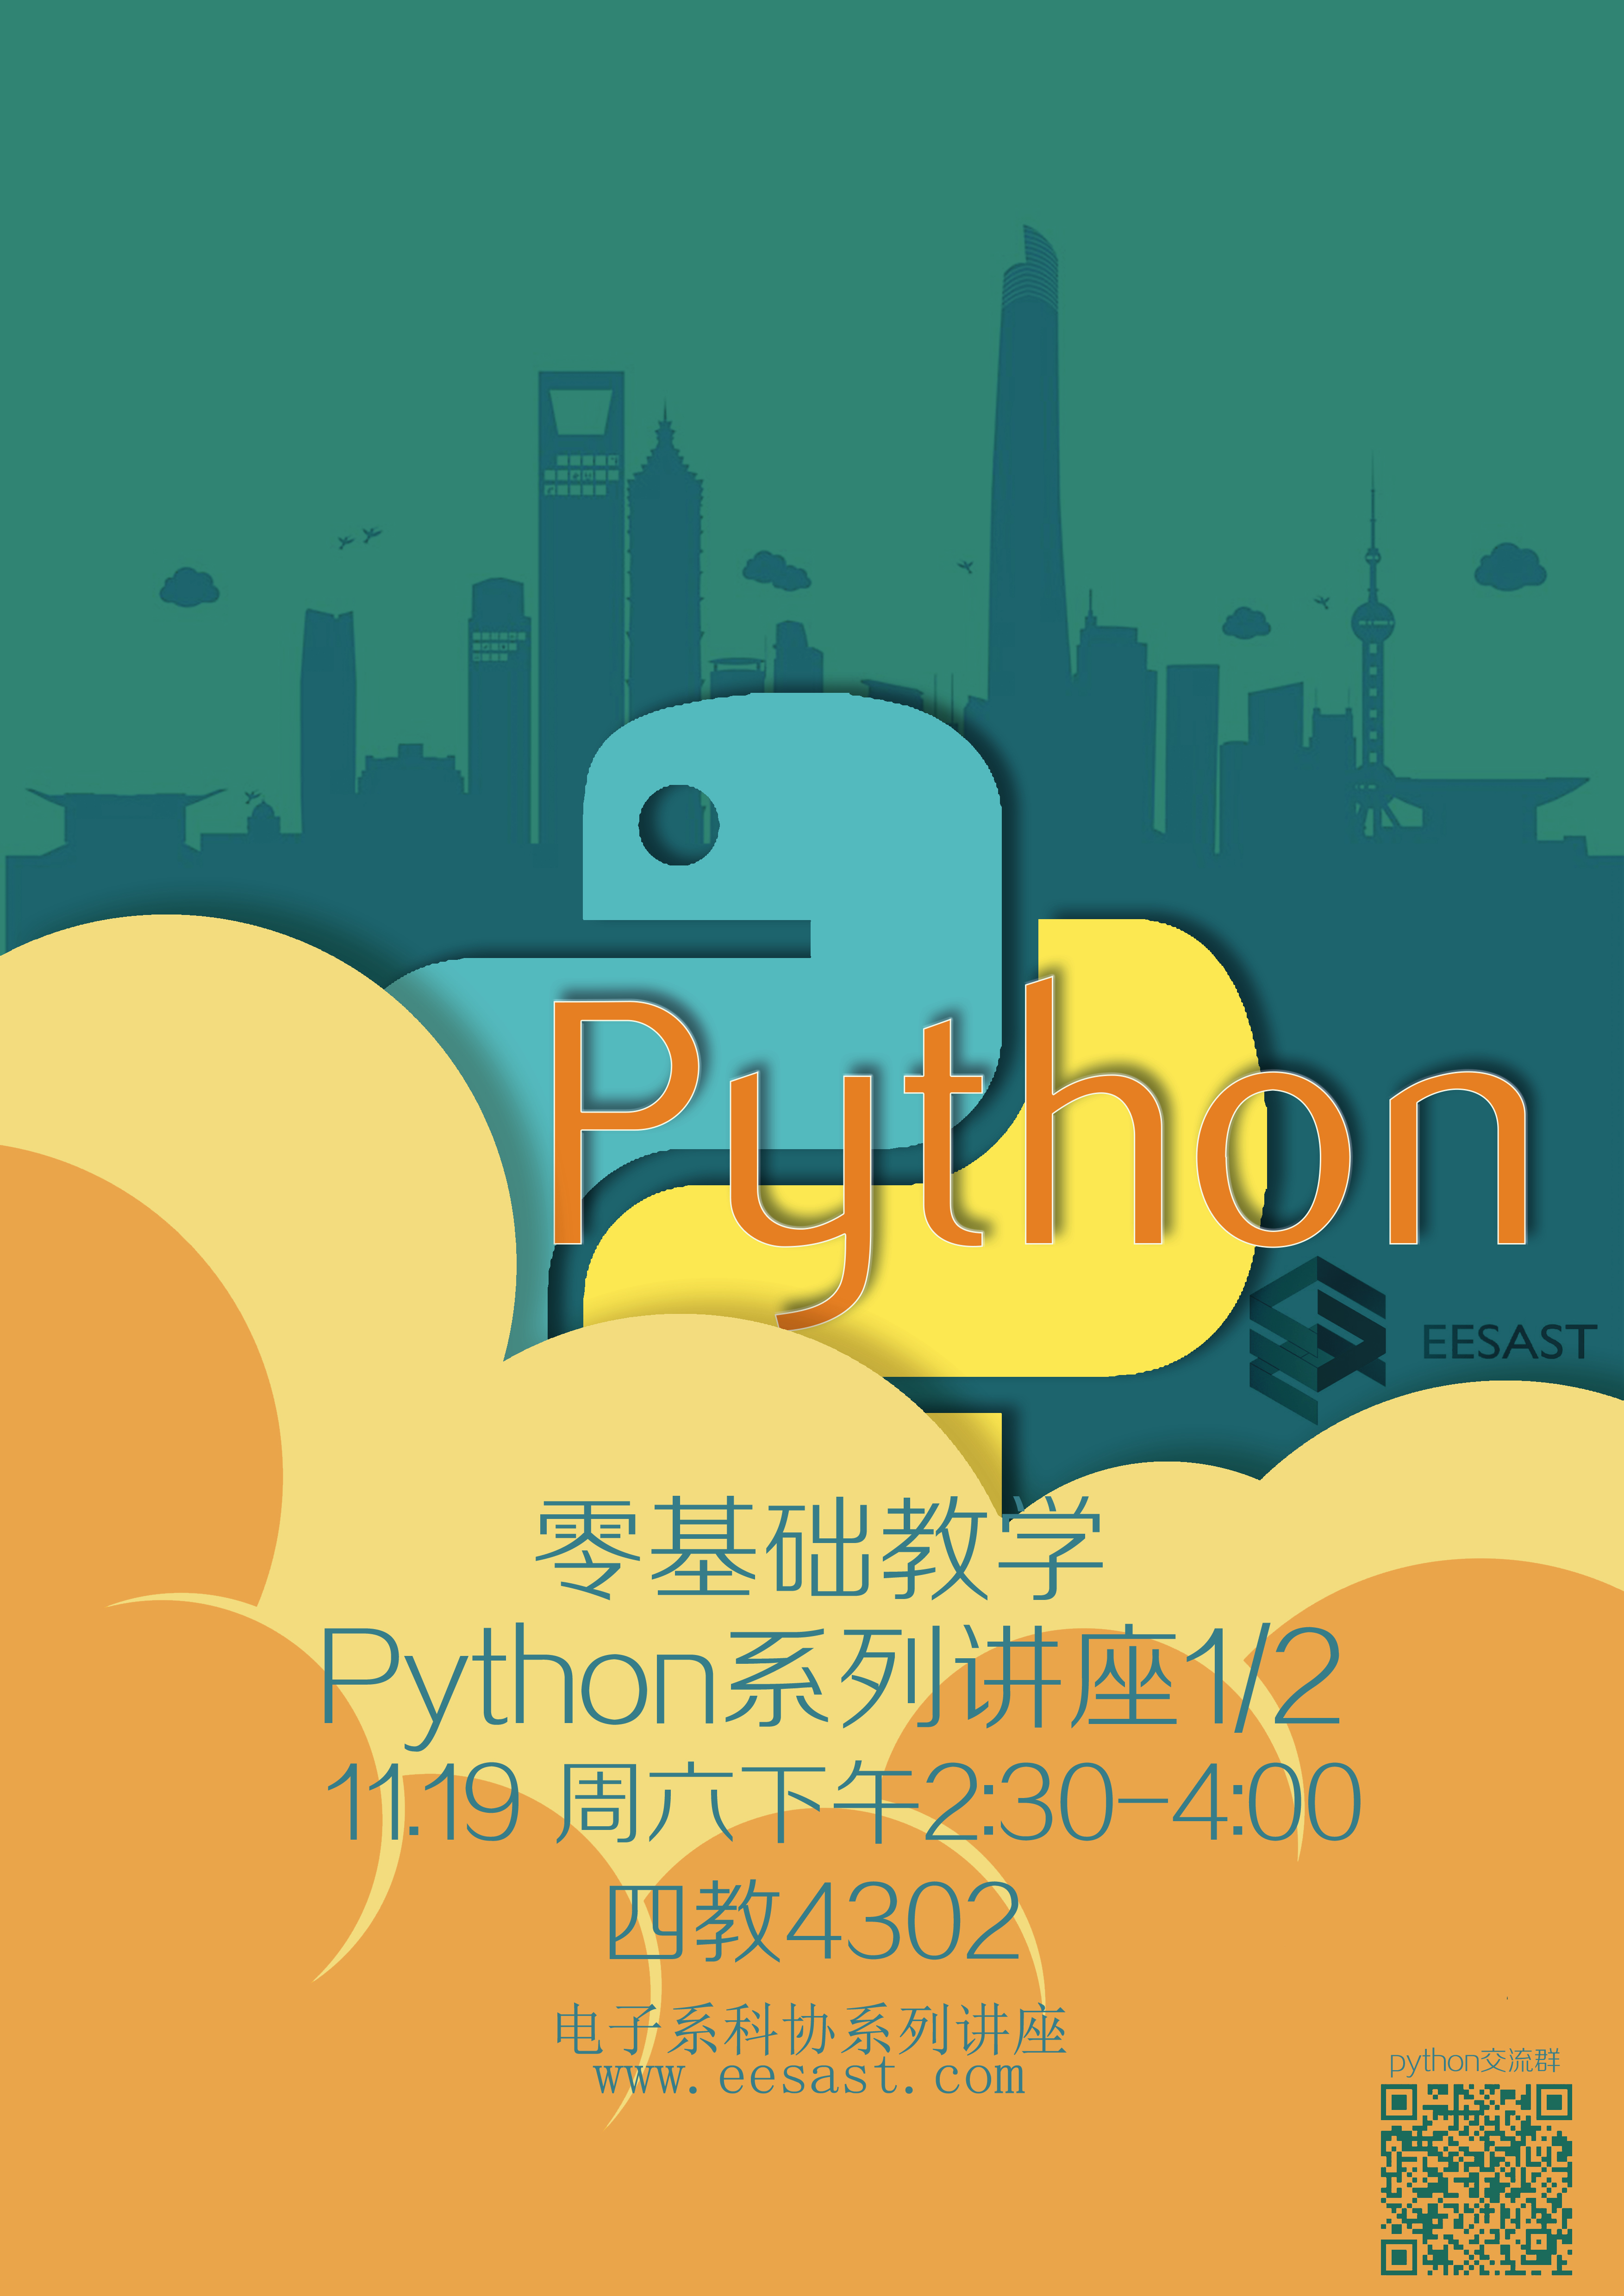 Python
EESAST
零基础教学
Python系列讲座1/2
11.19 周六下午2:30-4:00
四教4302
电子系科协系列讲座
www.eesast.com
python交流群